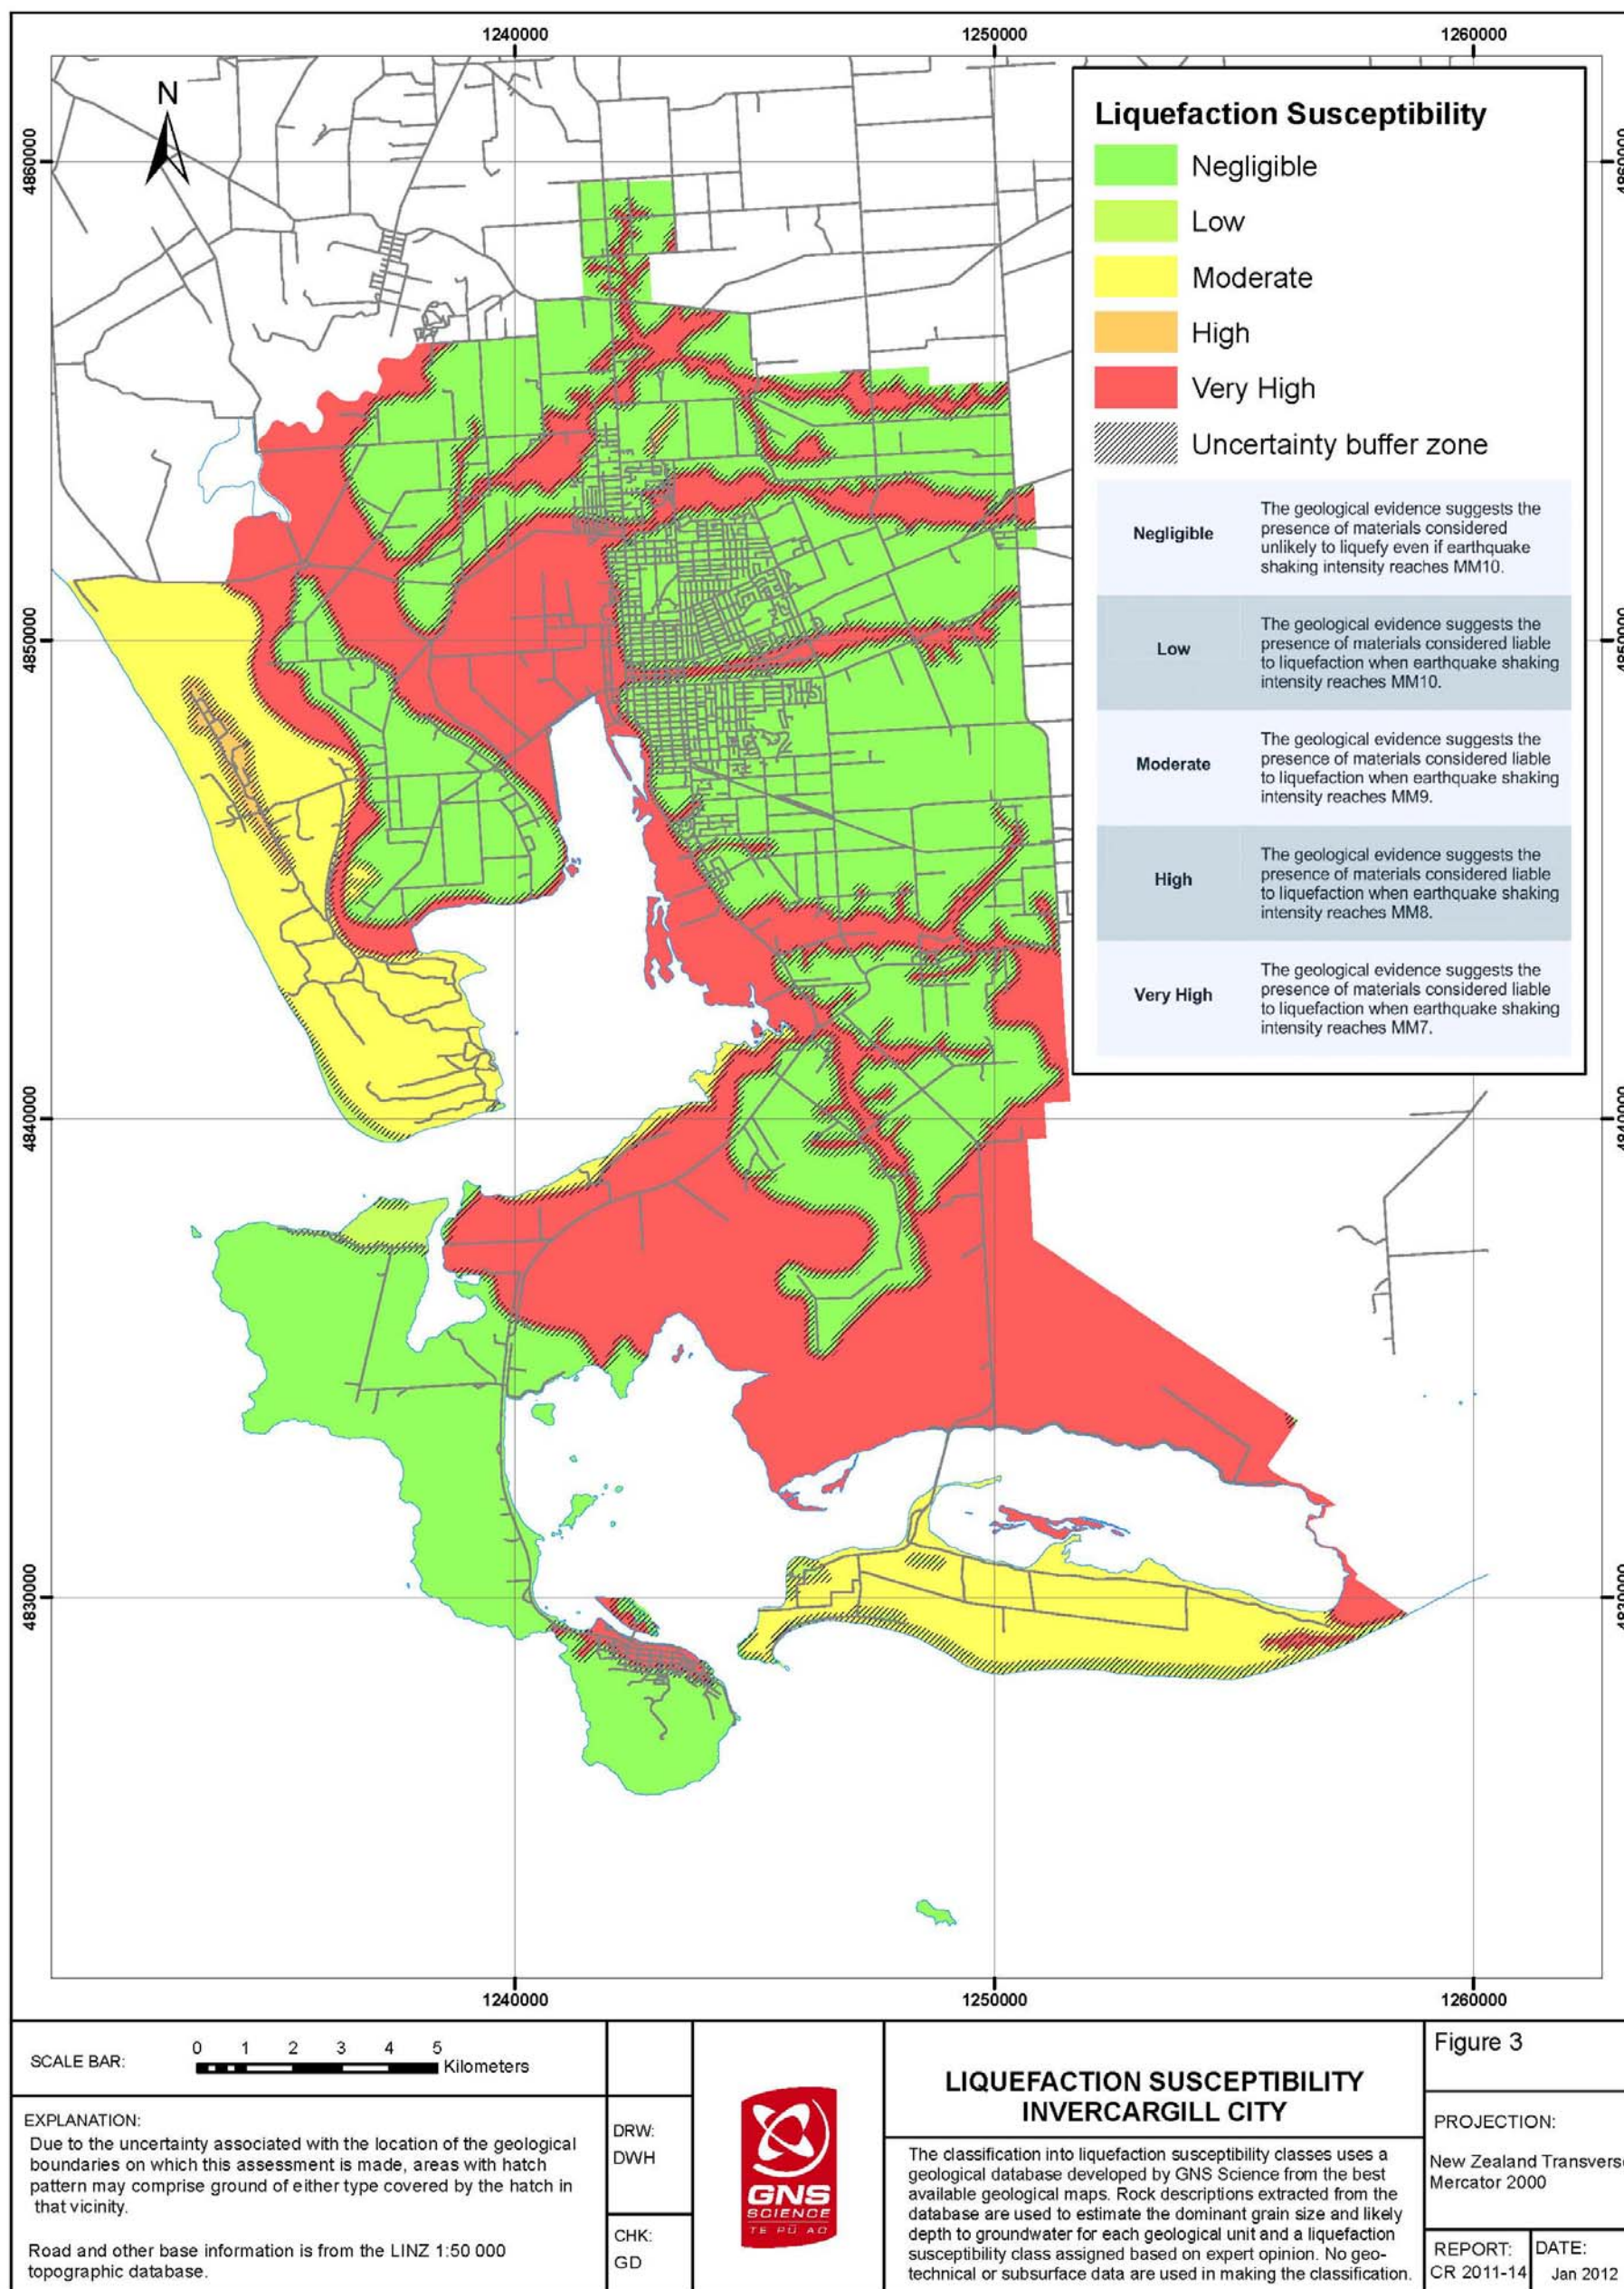 1240000
1250000
1260000
N
4860000
4850000
4840000
4830000
Liquefaction Susceptibility
Negligible
Low
Moderate
High
Very High
Uncertainty buffer zone
Negligible
The geological evidence suggests the
presence of materials considered
unlikely to liquefy even if earthquake
shaking intensity reaches MM10.
Low
The geological evidence suggests the
presence of materials considered liable
to liquefaction when earthquake shaking
intensity reaches MM10.
Moderate
The geological evidence suggests the
presence of materials considered liable
to liquefaction when earthquake shaking
intensity reaches MM9.
High
The geological evidence suggests the
presence of materials considered liable
to liquefaction when earthquake shaking
intensity reaches MM8.
Very High
The geological evidence suggests the
presence of materials considered liable
to liquefaction when earthquake shaking
intensity reaches MM7.
4860000
4850000
4840000
4830000
1240000
1250000
1260000
SCALE BAR:
0 1 2 3 4 5
Kilometers
EXPLANATION:
Due to the uncertainty associated with the location of the geological
boundaries on which this assessment is made, areas with hatch
pattern may comprise ground of either type covered by the hatch in
that vicinity.
Road and other base information is from the LINZ 1:50 000
topographic database.
DRW:
DWH
CHK:
GD
GNS
SCIENCE
TE PŪ AO
LIQUEFACTION SUSCEPTIBILITY
INVERCARGILL CITY
The classification into liquefaction susceptibility classes uses a
geological database developed by GNS Science from the best
available geological maps. Rock descriptions extracted from the
database are used to estimate the dominant grain size and likely
depth to groundwater for each geological unit and a liquefaction
susceptibility class assigned based on expert opinion. No geo-
technical or subsurface data are used in making the classification.
Figure 3
PROJECTION:
New Zealand Transvers
Mercator 2000
REPORT:
CR 2011-14
DATE:
Jan 2012